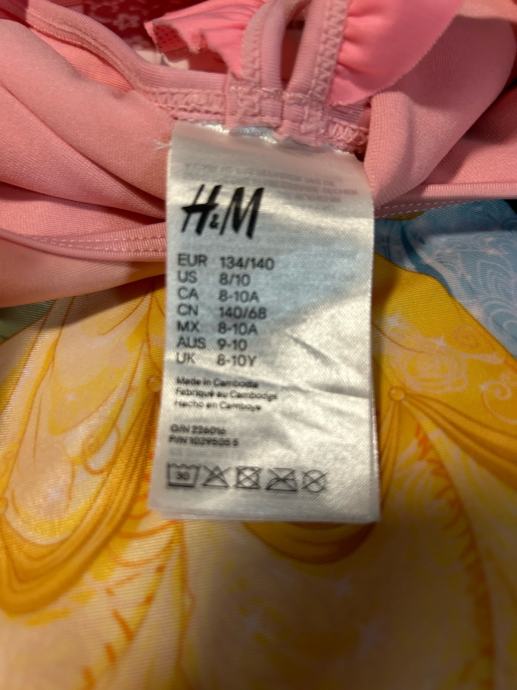 H&M
EUR 134/140
US 8/10
CA 8-10A
CN 140/68
MX 8-10A
AUS 9-10
UK 8-10Y
Made in Cambodia
Fabriqué au Cambodge
Hecho en Camboya
O/N 226016
30